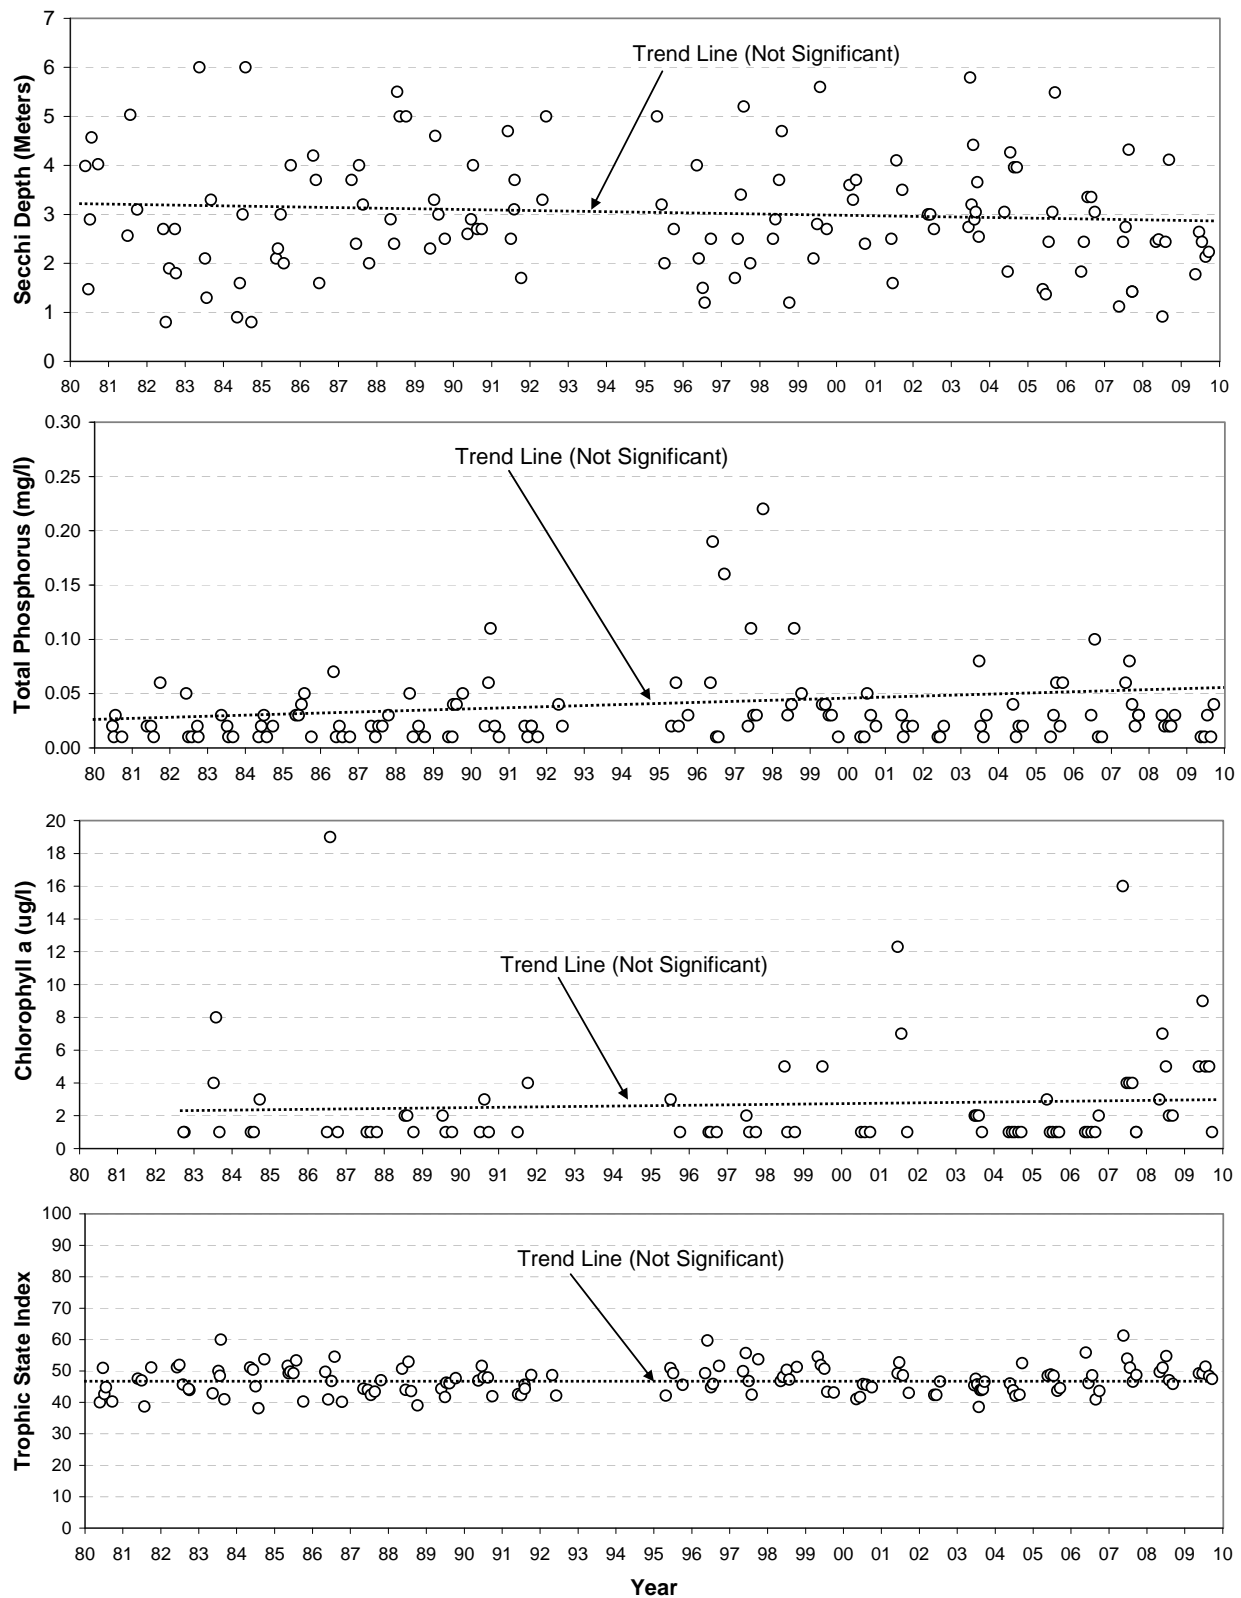 Secchi Depth (Meters)
7
6
5
4
3
2
1
0
Trend Line (Not Significant)
80 81 82 83 84 85 86 87 88 89 90 91 92 93 94 95 96 97 98 99 00 01 02 03 04 05 06 07 08 09 10
Total Phosphorus (mg/l)
0.30
0.25
0.20
0.15
0.10
0.05
0.00
Trend Line (Not Significant)
80 81 82 83 84 85 86 87 88 89 90 91 92 93 94 95 96 97 98 99 00 01 02 03 04 05 06 07 08 09 10
Chlorophyll a (ug/l)
20
18
16
14
12
10
8
6
4
2
0
Trend Line (Not Significant)
80 81 82 83 84 85 86 87 88 89 90 91 92 93 94 95 96 97 98 99 00 01 02 03 04 05 06 07 08 09 10
Trophic State Index
100
90
80
70
60
50
40
30
20
10
0
Trend Line (Not Significant)
80 81 82 83 84 85 86 87 88 89 90 91 92 93 94 95 96 97 98 99 00 01 02 03 04 05 06 07 08 09 10
Year